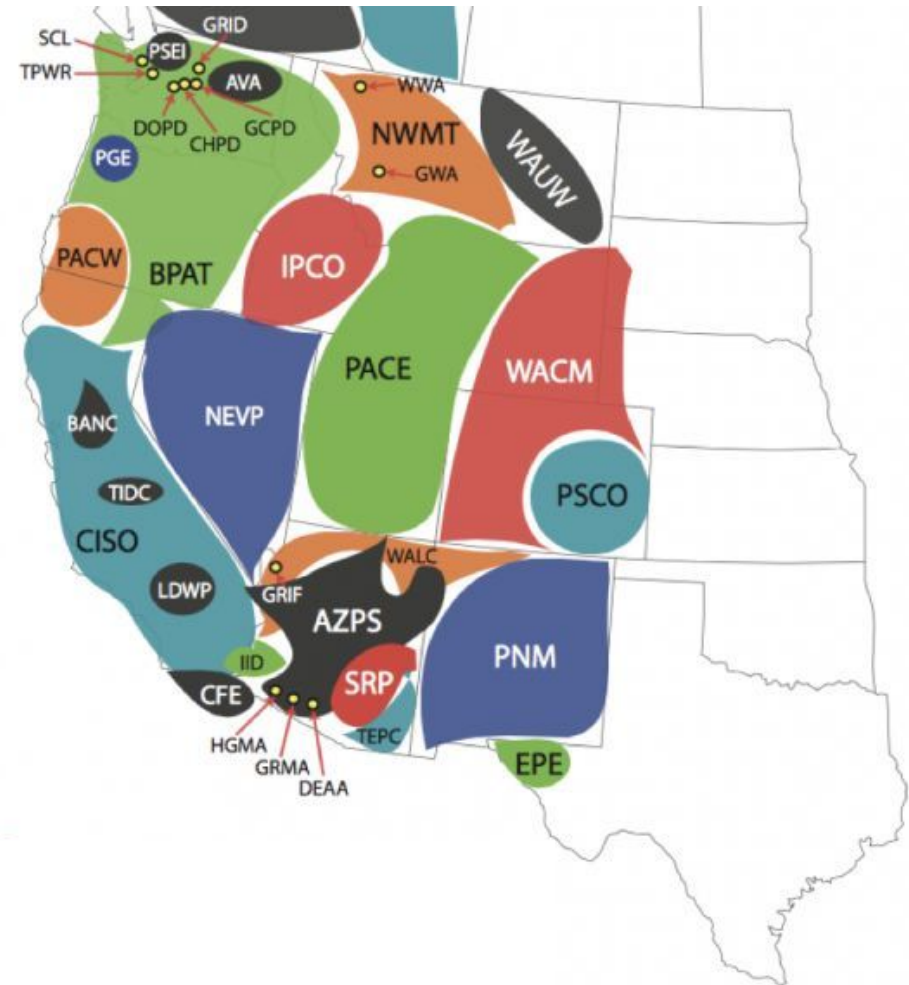 GRID
SCL
PSEI
TPWR
AVA
WWA
DOPD
CHPD
GCPD
NWMT
WAUW
PGE
GWA
PACW
BPAT
IPCO
PACE
WACM
NEVP
BANC
TIDC
PSCO
CISO
WALC
LDWP
GRIF
AZPS
IID
PNM
SRP
CFE
TEPC
HGMA
GRMA
DEAA
EPE